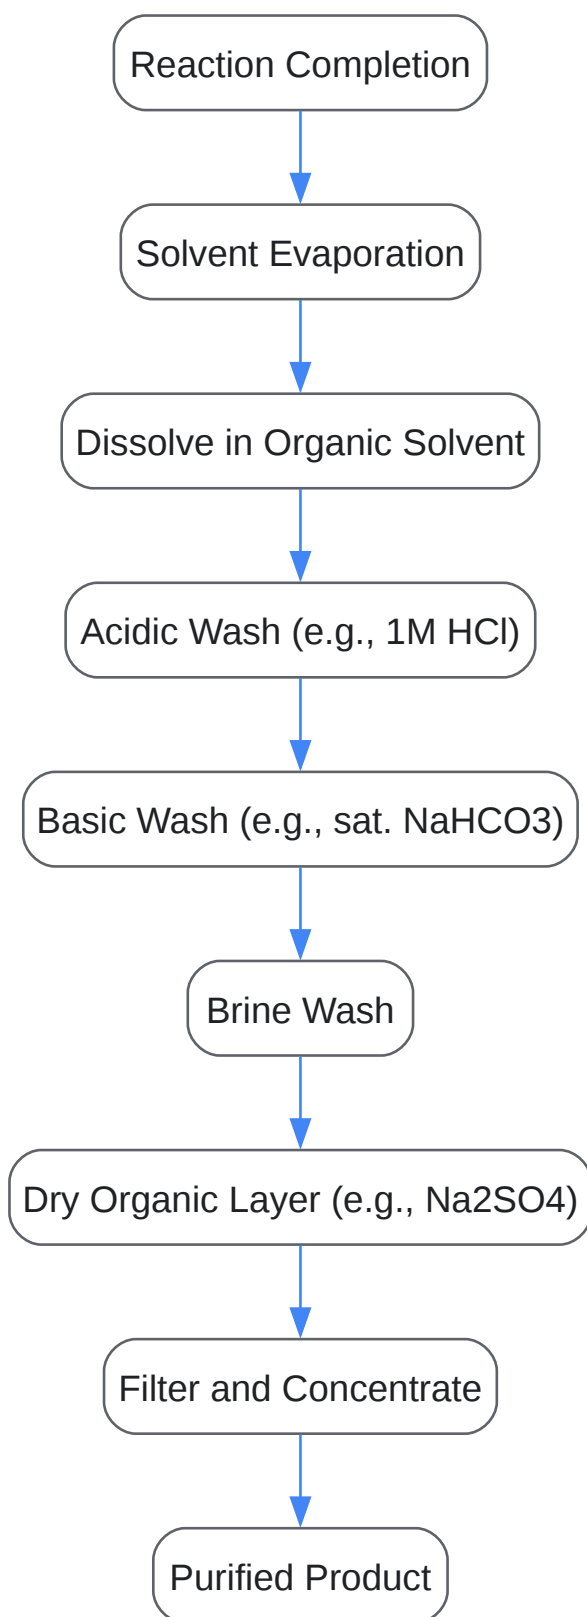 Reaction Completion
Solvent Evaporation
Dissolve in Organic Solvent
Acidic Wash (e.g., 1M HCl)
Basic Wash (e.g., sat. NaHCO3)
Brine Wash
Dry Organic Layer (e.g., Na2SO4)
Filter and Concentrate
Purified Product